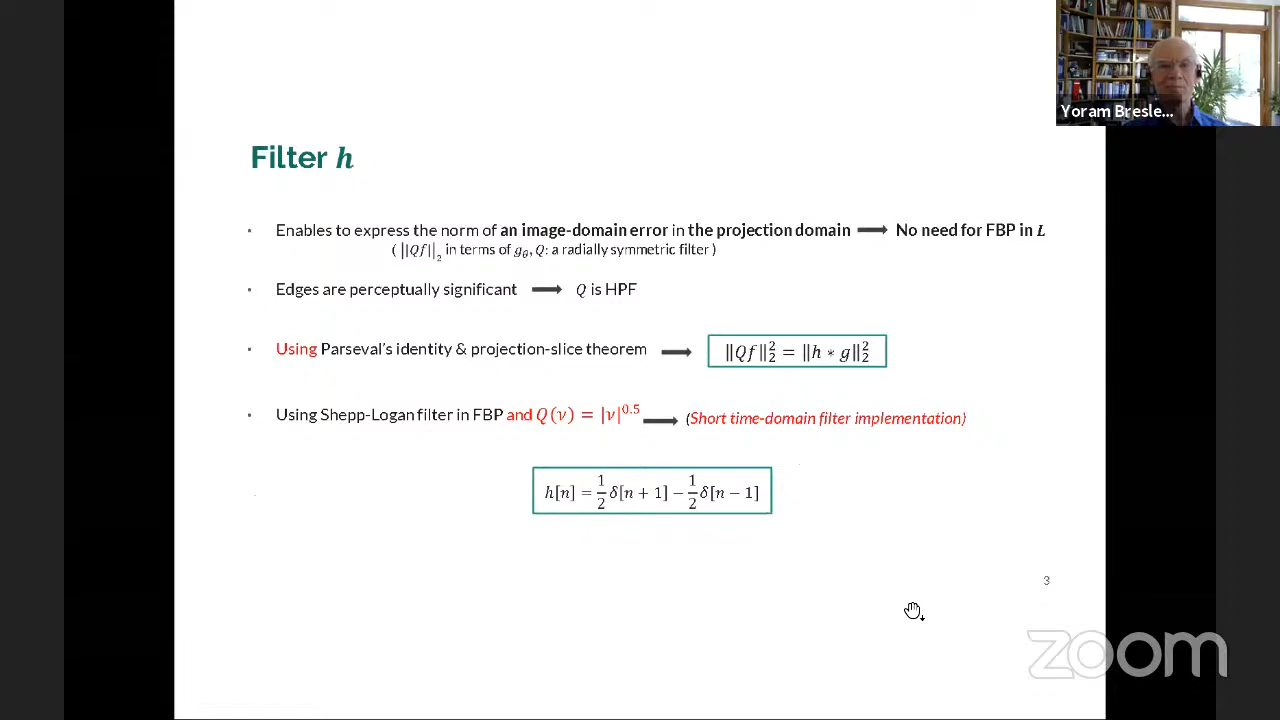 Yoram Bresle...
Filter h
• Enables to express the norm of an image-domain error in the projection domain → No need for FBP in L
( ||Qf||₂ in terms of g_θ, Q: a radially symmetric filter )
• Edges are perceptually significant → Q is HPF
• Using Parseval's identity & projection-slice theorem → ‖Qf‖₂² = ‖h ∗ g‖₂²
• Using Shepp-Logan filter in FBP and Q(ν) = |ν|^0.5 → (Short time-domain filter implementation)
h[n] = 1/2 δ[n + 1] − 1/2 δ[n − 1]
3
zoom